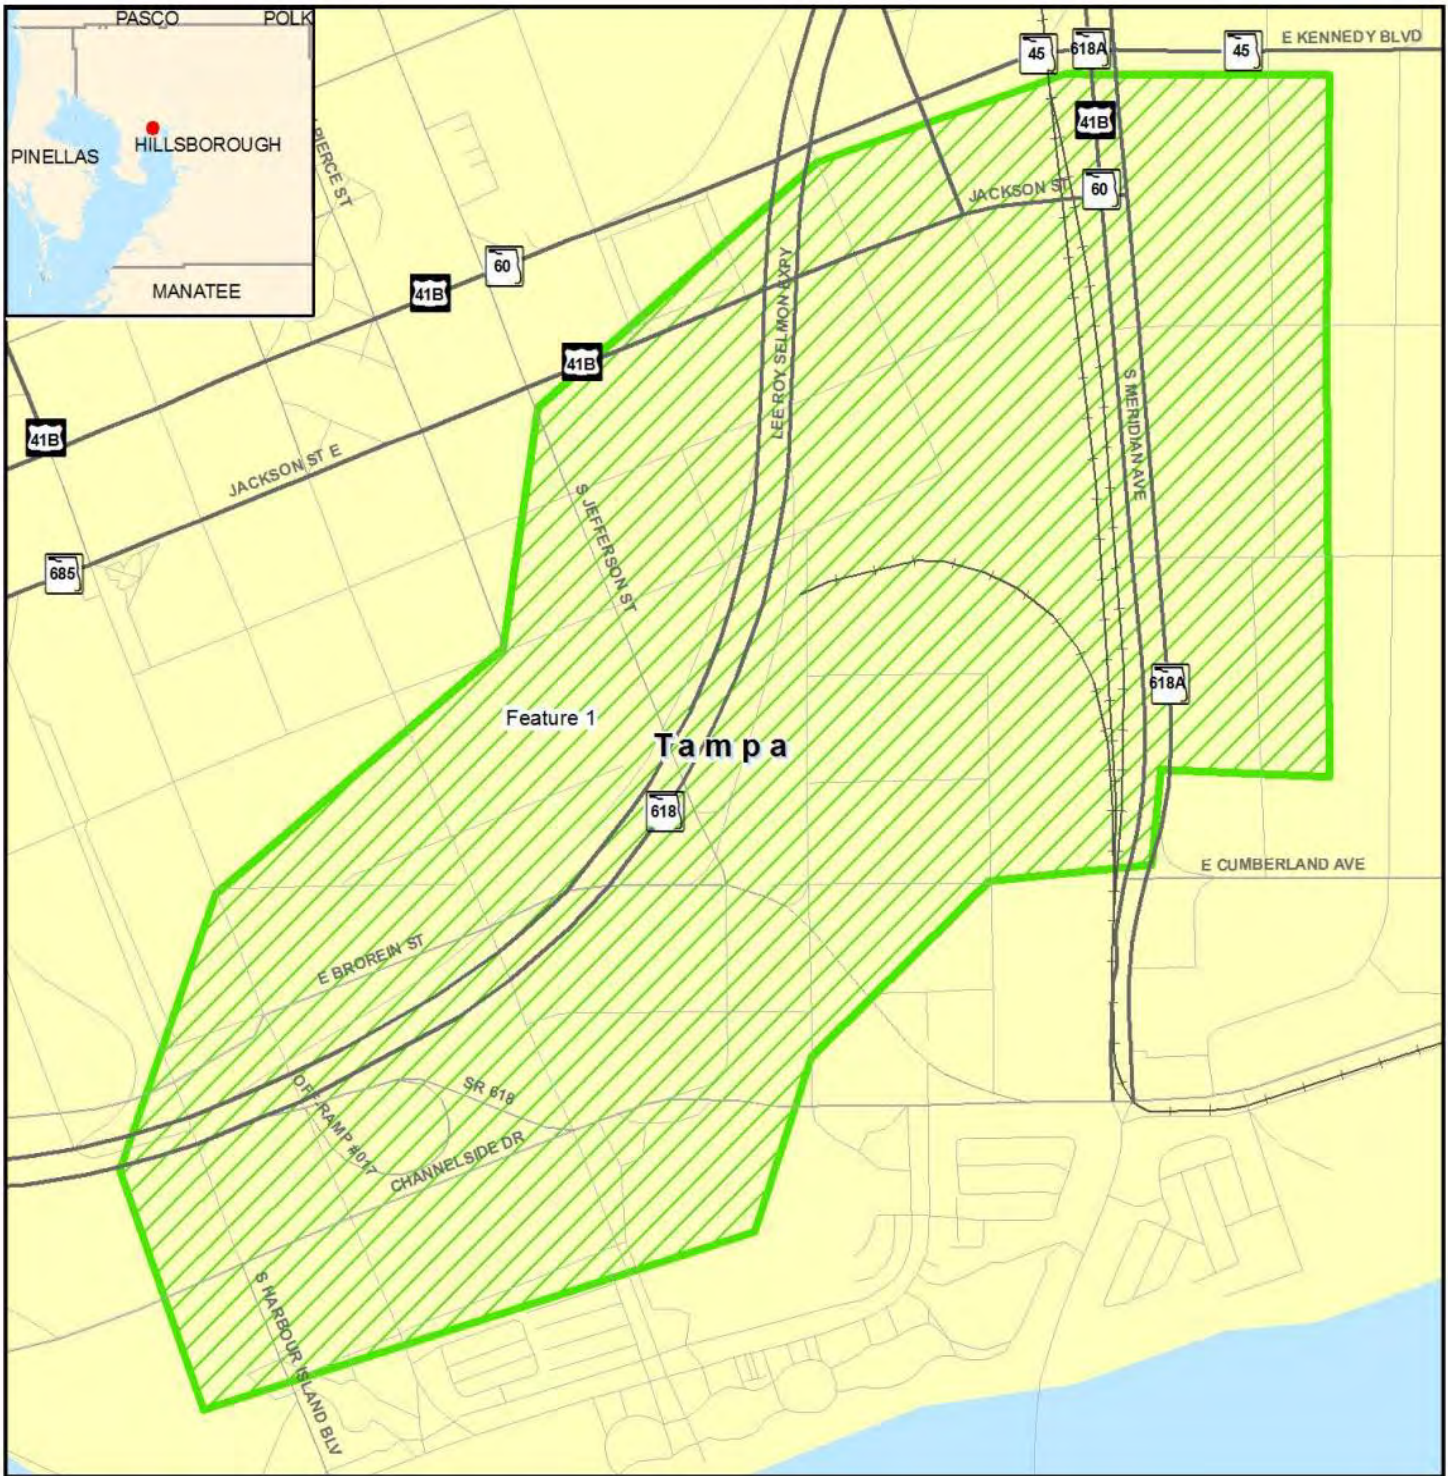 PASCO
POLK
E KENNEDY BLVD
45
618A
45
41B
PINELLAS
HILLSBOROUGH
PIERCE ST
JACKSON ST
60
60
MANATEE
41B
LEE ROY SELMON EXPY
41B
S MERIDIAN AVE
41B
JACKSON ST E
S JEFFERSON ST
685
618A
Feature 1
Tampa
618
E CUMBERLAND AVE
E BROREIN ST
OFF-RAMP #017
SR 618
CHANNELSIDE DR
S HARBOUR ISLAND BLV